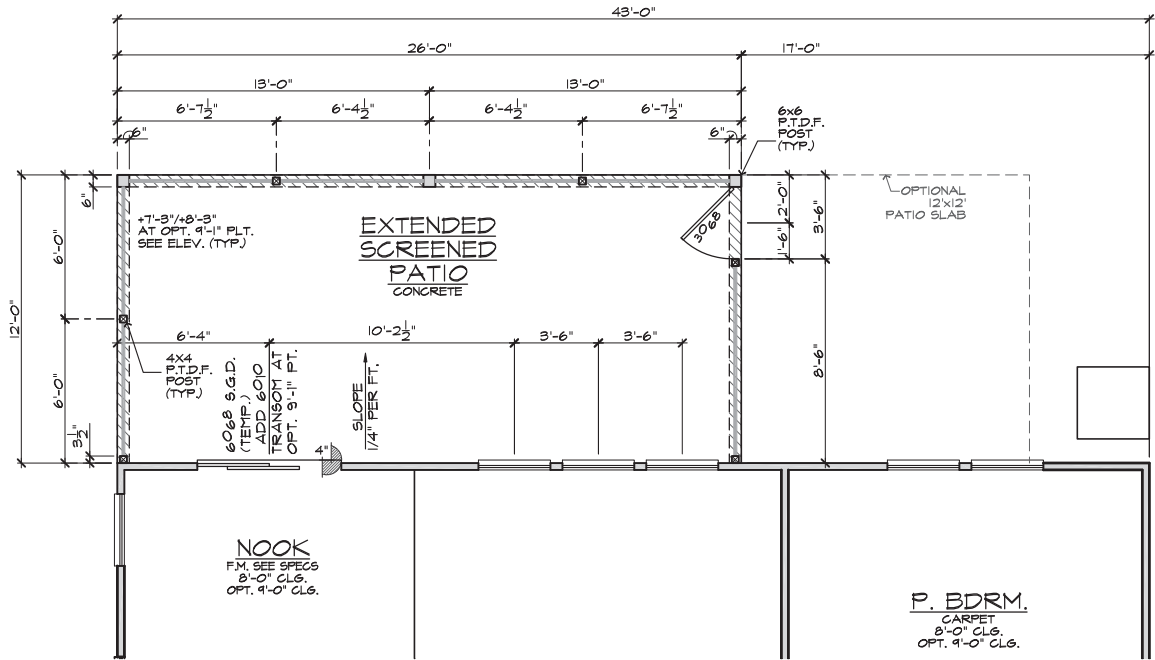 43'-0"
26'-0"
17'-0"
13'-0"
13'-0"
6'-7½"
6'-4½"
6'-4½"
6'-7½"
6"
6"
6x6
P.T.D.F.
POST
(TYP.)
6"
+7'-3"/+8'-3"
AT OPT. 9'-1" PLT.
SEE ELEV. (TYP.)
EXTENDED
SCREENED
PATIO
CONCRETE
3068
2'-0"
1'-6"
3'-6"
OPTIONAL
12'x12'
PATIO SLAB
6'-0"
12'-0"
6'-0"
3½"
6'-4"
10'-2½"
3'-6"
3'-6"
8'-6"
4X4
P.T.D.F.
POST
(TYP.)
6068 S.G.D.
(TEMP.)
ADD 6010
TRANSOM AT
OPT. 9'-1" PT.
SLOPE
1/4" PER FT.
4"
NOOK
F.M. SEE SPECS
8'-0" CLG.
OPT. 9'-0" CLG.
P. BDRM.
CARPET
8'-0" CLG.
OPT. 9'-0" CLG.